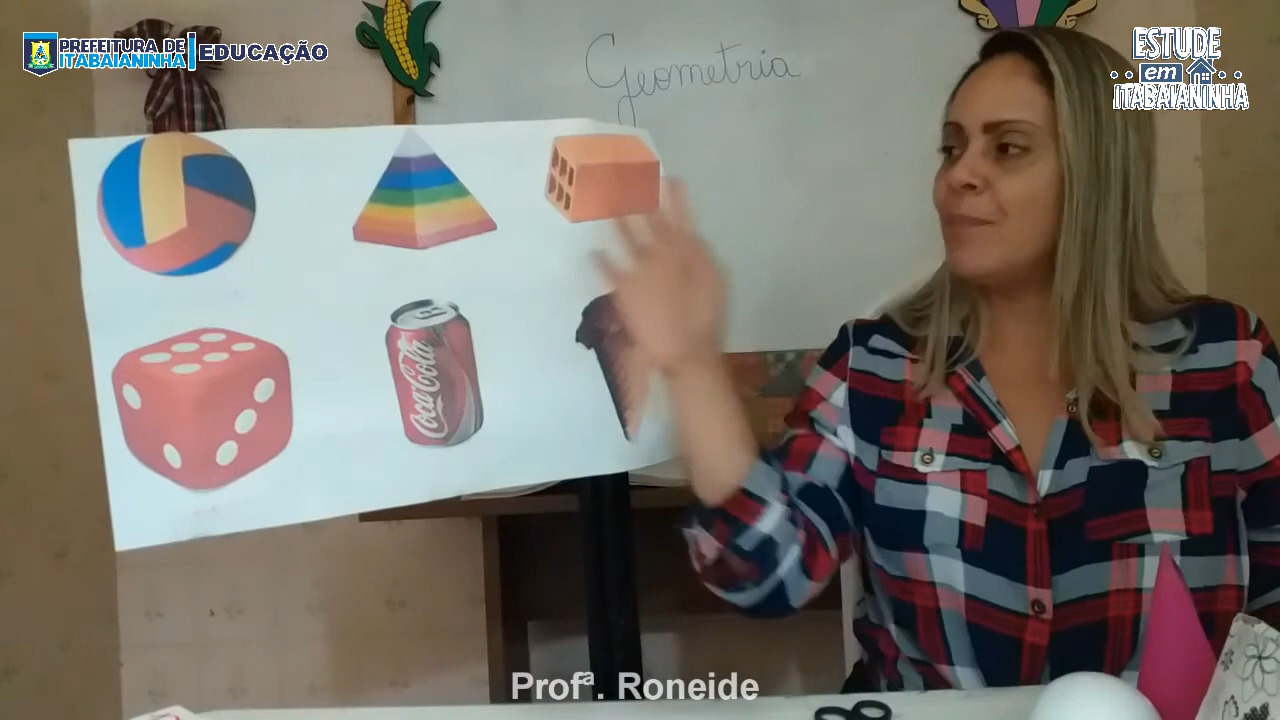 PREFEITURA DE
ITABAIANINHA
EDUCAÇÃO
ESTUDE
em
ITABAIANINHA
Geometria
Coca-Cola
Profª. Roneide